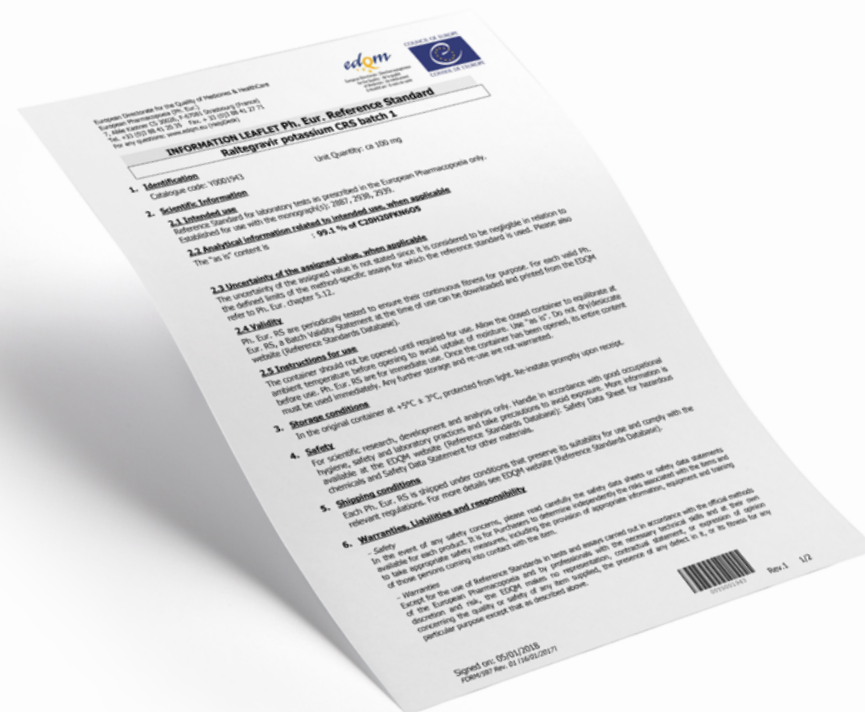 edQm
COUNCIL OF EUROPE
CONSEIL DE L'EUROPE
European Directorate for the Quality of Medicines & HealthCare
European Pharmacopoeia (Ph. Eur.)
7, Allée Kastner CS 30026, F-67081 Strasbourg (France)
Tel. +33 (0)3 88 41 20 35 Fax. + 33 (0)3 88 41 27 71
For any questions: www.edqm.eu (HelpDesk)
INFORMATION LEAFLET Ph. Eur. Reference Standard
Raltegravir potassium CRS batch 1
1. Identification
Catalogue code: Y0001943
Unit Quantity: ca 100 mg
2. Scientific Information
2.1 Intended use
Reference Standard for laboratory tests as prescribed in the European Pharmacopoeia only.
Established for use with the monograph(s): 2887, 2938, 2939.
2.2 Analytical information related to intended use, when applicable
The "as is" content is : 99.1 % of C20H20FKN6O5
2.3 Uncertainty of the assigned value, when applicable
The uncertainty of the assigned value is not stated since it is considered to be negligible in relation to
the defined limits of the method-specific assays for which the reference standard is used. Please also
refer to Ph. Eur. chapter 5.12.
2.4 Validity
Ph. Eur. RS are periodically tested to ensure their continuous fitness for purpose. For each valid Ph.
Eur. RS, a Batch Validity Statement at the time of use can be downloaded and printed from the EDQM
website (Reference Standards Database).
2.5 Instructions for use
The container should not be opened until required for use. Allow the closed container to equilibrate at
ambient temperature before opening to avoid uptake of moisture. Use "as is". Do not dry/desiccate
before use. Ph. Eur. RS are for immediate use. Once the container has been opened, its entire content
must be used immediately. Any further storage and re-use are not warranted.
3. Storage conditions
In the original container at +5°C ± 3°C, protected from light. Re-instate promptly upon receipt.
4. Safety
For scientific research, development and analysis only. Handle in accordance with good occupational
hygiene, safety and laboratory practices and take precautions to avoid exposure. More information is
available at the EDQM website (Reference Standards Database): Safety Data Sheet for hazardous
chemicals and Safety Data Statement for other materials.
5. Shipping conditions
Each Ph. Eur. RS is shipped under conditions that preserve its suitability for use and comply with the
relevant regulations. For more details see EDQM website (Reference Standards Database).
6. Warranties, Liabilities and responsibility
- Safety
In the event of any safety concerns, please read carefully the safety data sheets or safety data statements
available for each product. It is for Purchasers to determine independently the risks associated with the items and
to take appropriate safety measures, including the provision of appropriate information, equipment and training
of those persons coming into contact with the item.
- Warranties
Except for the use of Reference Standards in tests and assays carried out in accordance with the official methods
of the European Pharmacopoeia and by professionals with the necessary technical skills and at their own
discretion and risk, the EDQM makes no representation, contractual statement, or expression of opinion
concerning the quality or safety of any item supplied, the presence of any defect in it, or its fitness for any
particular purpose except that as described above.
Rev.1 1/2
Signed on: 05/01/2018
FORM/587 Rev. 01 (16/01/2017)